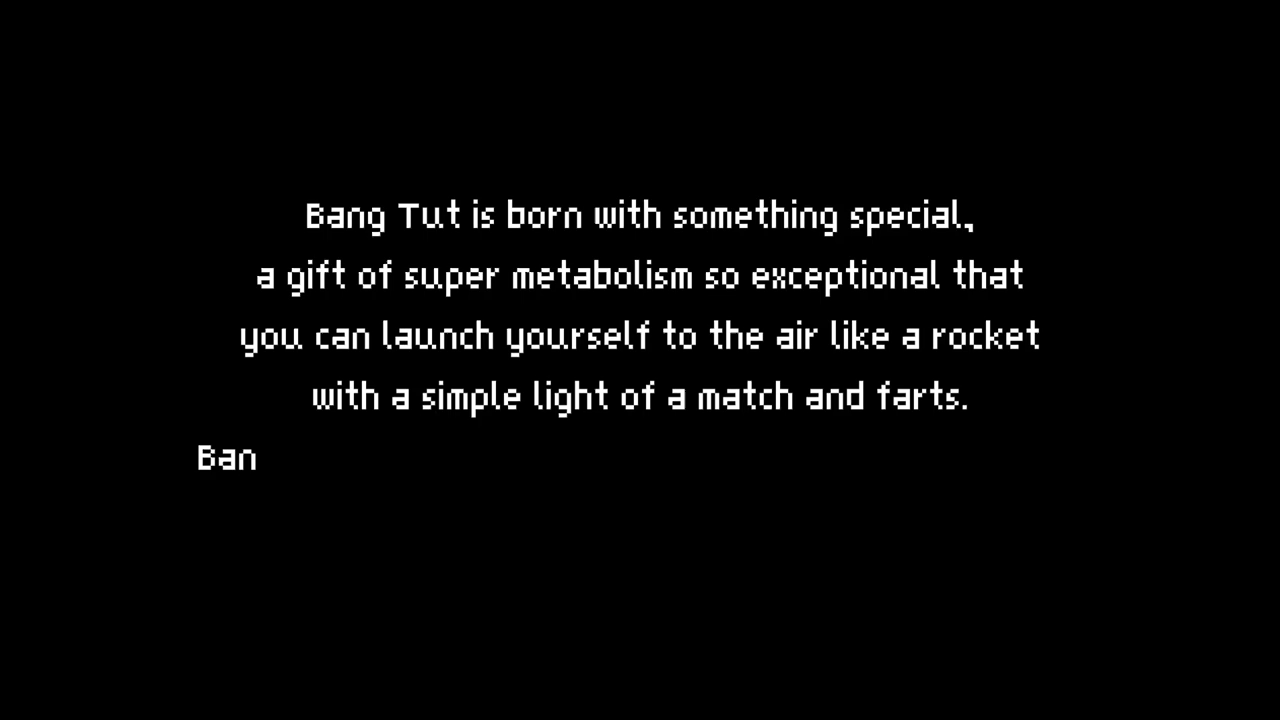 Bang Tut is born with something special,
a gift of super metabolism so exceptional that
you can launch yourself to the air like a rocket
with a simple light of a match and farts.
Ban